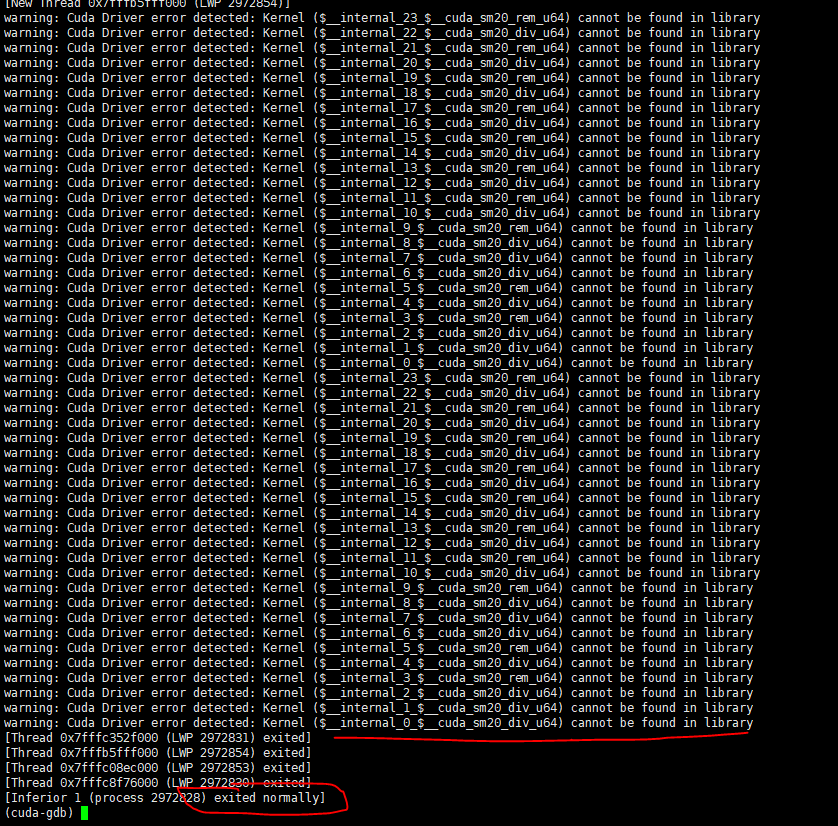 [New Thread 0x7fffb5fff000 (LWP 2972854)]
warning: Cuda Driver error detected: Kernel ($__internal_23_$__cuda_sm20_rem_u64) cannot be found in library
warning: Cuda Driver error detected: Kernel ($__internal_22_$__cuda_sm20_div_u64) cannot be found in library
warning: Cuda Driver error detected: Kernel ($__internal_21_$__cuda_sm20_rem_u64) cannot be found in library
warning: Cuda Driver error detected: Kernel ($__internal_20_$__cuda_sm20_div_u64) cannot be found in library
warning: Cuda Driver error detected: Kernel ($__internal_19_$__cuda_sm20_rem_u64) cannot be found in library
warning: Cuda Driver error detected: Kernel ($__internal_18_$__cuda_sm20_div_u64) cannot be found in library
warning: Cuda Driver error detected: Kernel ($__internal_17_$__cuda_sm20_rem_u64) cannot be found in library
warning: Cuda Driver error detected: Kernel ($__internal_16_$__cuda_sm20_div_u64) cannot be found in library
warning: Cuda Driver error detected: Kernel ($__internal_15_$__cuda_sm20_rem_u64) cannot be found in library
warning: Cuda Driver error detected: Kernel ($__internal_14_$__cuda_sm20_div_u64) cannot be found in library
warning: Cuda Driver error detected: Kernel ($__internal_13_$__cuda_sm20_rem_u64) cannot be found in library
warning: Cuda Driver error detected: Kernel ($__internal_12_$__cuda_sm20_div_u64) cannot be found in library
warning: Cuda Driver error detected: Kernel ($__internal_11_$__cuda_sm20_rem_u64) cannot be found in library
warning: Cuda Driver error detected: Kernel ($__internal_10_$__cuda_sm20_div_u64) cannot be found in library
warning: Cuda Driver error detected: Kernel ($__internal_9_$__cuda_sm20_rem_u64) cannot be found in library
warning: Cuda Driver error detected: Kernel ($__internal_8_$__cuda_sm20_div_u64) cannot be found in library
warning: Cuda Driver error detected: Kernel ($__internal_7_$__cuda_sm20_div_u64) cannot be found in library
warning: Cuda Driver error detected: Kernel ($__internal_6_$__cuda_sm20_div_u64) cannot be found in library
warning: Cuda Driver error detected: Kernel ($__internal_5_$__cuda_sm20_rem_u64) cannot be found in library
warning: Cuda Driver error detected: Kernel ($__internal_4_$__cuda_sm20_div_u64) cannot be found in library
warning: Cuda Driver error detected: Kernel ($__internal_3_$__cuda_sm20_rem_u64) cannot be found in library
warning: Cuda Driver error detected: Kernel ($__internal_2_$__cuda_sm20_div_u64) cannot be found in library
warning: Cuda Driver error detected: Kernel ($__internal_1_$__cuda_sm20_div_u64) cannot be found in library
warning: Cuda Driver error detected: Kernel ($__internal_0_$__cuda_sm20_div_u64) cannot be found in library
warning: Cuda Driver error detected: Kernel ($__internal_23_$__cuda_sm20_rem_u64) cannot be found in library
warning: Cuda Driver error detected: Kernel ($__internal_22_$__cuda_sm20_div_u64) cannot be found in library
warning: Cuda Driver error detected: Kernel ($__internal_21_$__cuda_sm20_rem_u64) cannot be found in library
warning: Cuda Driver error detected: Kernel ($__internal_20_$__cuda_sm20_div_u64) cannot be found in library
warning: Cuda Driver error detected: Kernel ($__internal_19_$__cuda_sm20_rem_u64) cannot be found in library
warning: Cuda Driver error detected: Kernel ($__internal_18_$__cuda_sm20_div_u64) cannot be found in library
warning: Cuda Driver error detected: Kernel ($__internal_17_$__cuda_sm20_rem_u64) cannot be found in library
warning: Cuda Driver error detected: Kernel ($__internal_16_$__cuda_sm20_div_u64) cannot be found in library
warning: Cuda Driver error detected: Kernel ($__internal_15_$__cuda_sm20_rem_u64) cannot be found in library
warning: Cuda Driver error detected: Kernel ($__internal_14_$__cuda_sm20_div_u64) cannot be found in library
warning: Cuda Driver error detected: Kernel ($__internal_13_$__cuda_sm20_rem_u64) cannot be found in library
warning: Cuda Driver error detected: Kernel ($__internal_12_$__cuda_sm20_div_u64) cannot be found in library
warning: Cuda Driver error detected: Kernel ($__internal_11_$__cuda_sm20_rem_u64) cannot be found in library
warning: Cuda Driver error detected: Kernel ($__internal_10_$__cuda_sm20_div_u64) cannot be found in library
warning: Cuda Driver error detected: Kernel ($__internal_9_$__cuda_sm20_rem_u64) cannot be found in library
warning: Cuda Driver error detected: Kernel ($__internal_8_$__cuda_sm20_div_u64) cannot be found in library
warning: Cuda Driver error detected: Kernel ($__internal_7_$__cuda_sm20_div_u64) cannot be found in library
warning: Cuda Driver error detected: Kernel ($__internal_6_$__cuda_sm20_div_u64) cannot be found in library
warning: Cuda Driver error detected: Kernel ($__internal_5_$__cuda_sm20_rem_u64) cannot be found in library
warning: Cuda Driver error detected: Kernel ($__internal_4_$__cuda_sm20_div_u64) cannot be found in library
warning: Cuda Driver error detected: Kernel ($__internal_3_$__cuda_sm20_rem_u64) cannot be found in library
warning: Cuda Driver error detected: Kernel ($__internal_2_$__cuda_sm20_div_u64) cannot be found in library
warning: Cuda Driver error detected: Kernel ($__internal_1_$__cuda_sm20_div_u64) cannot be found in library
warning: Cuda Driver error detected: Kernel ($__internal_0_$__cuda_sm20_div_u64) cannot be found in library
[Thread 0x7fffc352f000 (LWP 2972831) exited]
[Thread 0x7fffb5fff000 (LWP 2972854) exited]
[Thread 0x7fffc08ec000 (LWP 2972853) exited]
[Thread 0x7fffc8f76000 (LWP exited]
[Inferior 1 (process 2972828) exited normally]
(cuda-gdb)